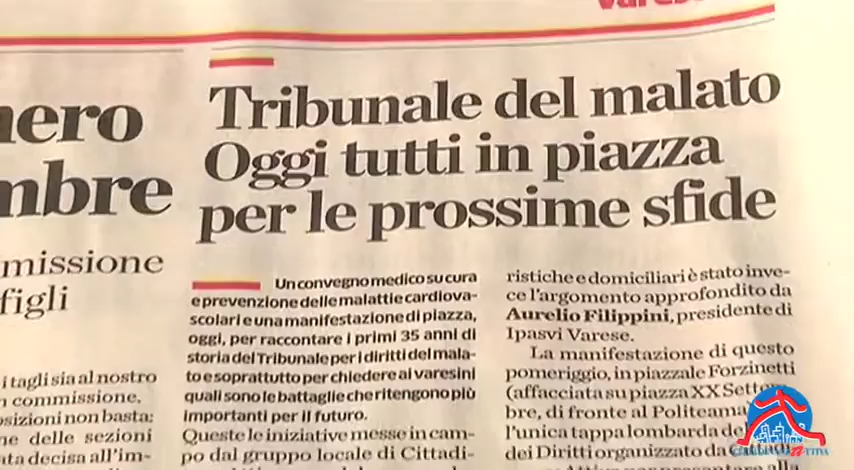 Varese
nero
mbre
missione
figli
i tagli sia al nostro
n commissione,
osizioni non basta:
ne delle sezioni
ata decisa all'im-
Tribunale del malato
Oggi tutti in piazza
per le prossime sfide
Un convegno medico su cura
e prevenzione delle malattie cardiova-
scolari e una manifestazione di piazza,
oggi, per raccontare i primi 35 anni di
storia del Tribunale per i diritti del mala-
to e soprattutto per chiedere ai varesini
quali sono le battaglie che ritengono più
importanti per il futuro.
Queste le iniziative messe in cam-
po dal gruppo locale di Cittadi-
ristiche e domiciliari è stato inve-
ce l'argomento approfondito da
Aurelio Filippini, presidente di
Ipasvi Varese.
La manifestazione di questo
pomeriggio, in piazzale Forzinetti
(affacciata su piazza XX Settem-
bre, di fronte al Politeama
l'unica tappa lombarda de
dei Diritti organizzato da Cittadi